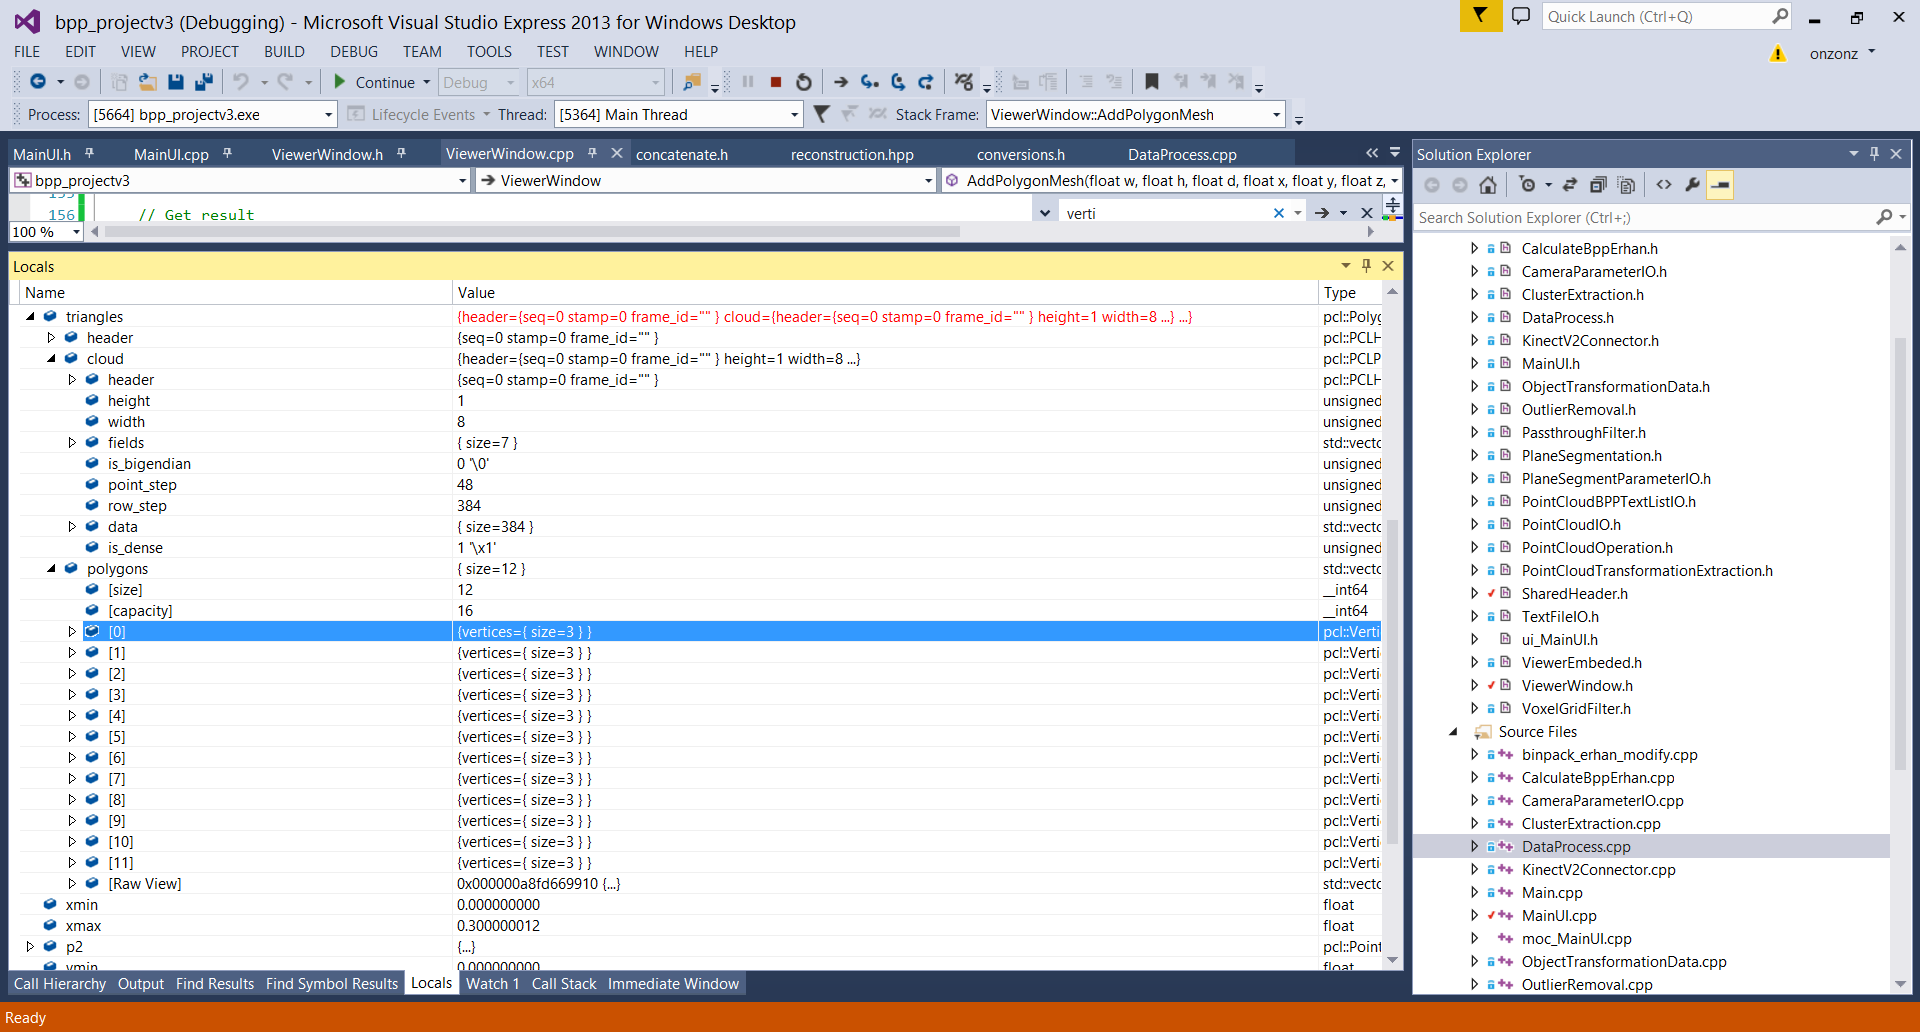 bpp_projectv3 (Debugging) - Microsoft Visual Studio Express 2013 for Windows Desktop
Quick Launch (Ctrl+Q)
FILE EDIT VIEW PROJECT BUILD DEBUG TEAM TOOLS TEST WINDOW HELP
onzonz
Continue Debug x64
Process: [5664] bpp_projectv3.exe Lifecycle Events Thread: [5364] Main Thread Stack Frame: ViewerWindow::AddPolygonMesh
MainUI.h MainUI.cpp ViewerWindow.h ViewerWindow.cpp concatenate.h reconstruction.hpp conversions.h DataProcess.cpp
bpp_projectv3 ViewerWindow AddPolygonMesh(float w, float h, float d, float x, float y, float z,
155
156 // Get result
verti
100 %
Locals
Name Value Type
triangles {header={seq=0 stamp=0 frame_id="" } cloud={header={seq=0 stamp=0 frame_id="" } height=1 width=8 ...} ...} pcl::Polyg
header {seq=0 stamp=0 frame_id="" } pcl::PCLH
cloud {header={seq=0 stamp=0 frame_id="" } height=1 width=8 ...} pcl::PCLP
header {seq=0 stamp=0 frame_id="" } pcl::PCLH
height 1 unsigned
width 8 unsigned
fields { size=7 } std::vecto
is_bigendian 0 '\0' unsigned
point_step 48 unsigned
row_step 384 unsigned
data { size=384 } std::vecto
is_dense 1 '\x1' unsigned
polygons { size=12 } std::vecto
[size] 12 __int64
[capacity] 16 __int64
[0] {vertices={ size=3 } } pcl::Verti
[1] {vertices={ size=3 } } pcl::Verti
[2] {vertices={ size=3 } } pcl::Verti
[3] {vertices={ size=3 } } pcl::Verti
[4] {vertices={ size=3 } } pcl::Verti
[5] {vertices={ size=3 } } pcl::Verti
[6] {vertices={ size=3 } } pcl::Verti
[7] {vertices={ size=3 } } pcl::Verti
[8] {vertices={ size=3 } } pcl::Verti
[9] {vertices={ size=3 } } pcl::Verti
[10] {vertices={ size=3 } } pcl::Verti
[11] {vertices={ size=3 } } pcl::Verti
[Raw View] 0x000000a8fd669910 {...} std::vecto
xmin 0.000000000 float
xmax 0.300000012 float
p2 {...} pcl::Point
ymin 0.000000000 float
Call Hierarchy Output Find Results Find Symbol Results Locals Watch 1 Call Stack Immediate Window
Ready
Solution Explorer
Search Solution Explorer (Ctrl+;)
CalculateBppErhan.h
CameraParameterIO.h
ClusterExtraction.h
DataProcess.h
KinectV2Connector.h
MainUI.h
ObjectTransformationData.h
OutlierRemoval.h
PassthroughFilter.h
PlaneSegmentation.h
PlaneSegmentParameterIO.h
PointCloudBPPTextListIO.h
PointCloudIO.h
PointCloudOperation.h
PointCloudTransformationExtraction.h
SharedHeader.h
TextFileIO.h
ui_MainUI.h
ViewerEmbeded.h
ViewerWindow.h
VoxelGridFilter.h
Source Files
binpack_erhan_modify.cpp
CalculateBppErhan.cpp
CameraParameterIO.cpp
ClusterExtraction.cpp
DataProcess.cpp
KinectV2Connector.cpp
Main.cpp
MainUI.cpp
moc_MainUI.cpp
ObjectTransformationData.cpp
OutlierRemoval.cpp